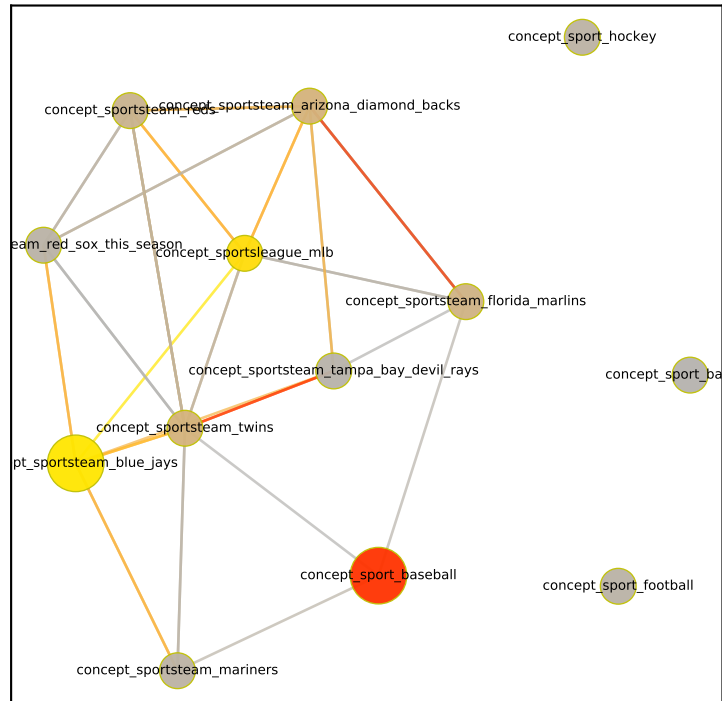 concept_sport_hockey
concept_sportsteam_reds
concept_sportsteam_arizona_diamond_backs
eam_red_sox_this_season
concept_sportsleague_mlb
concept_sportsteam_florida_marlins
concept_sportsteam_tampa_bay_devil_rays
concept_sport_ba
concept_sportsteam_twins
pt_sportsteam_blue_jays
concept_sport_baseball
concept_sport_football
concept_sportsteam_mariners